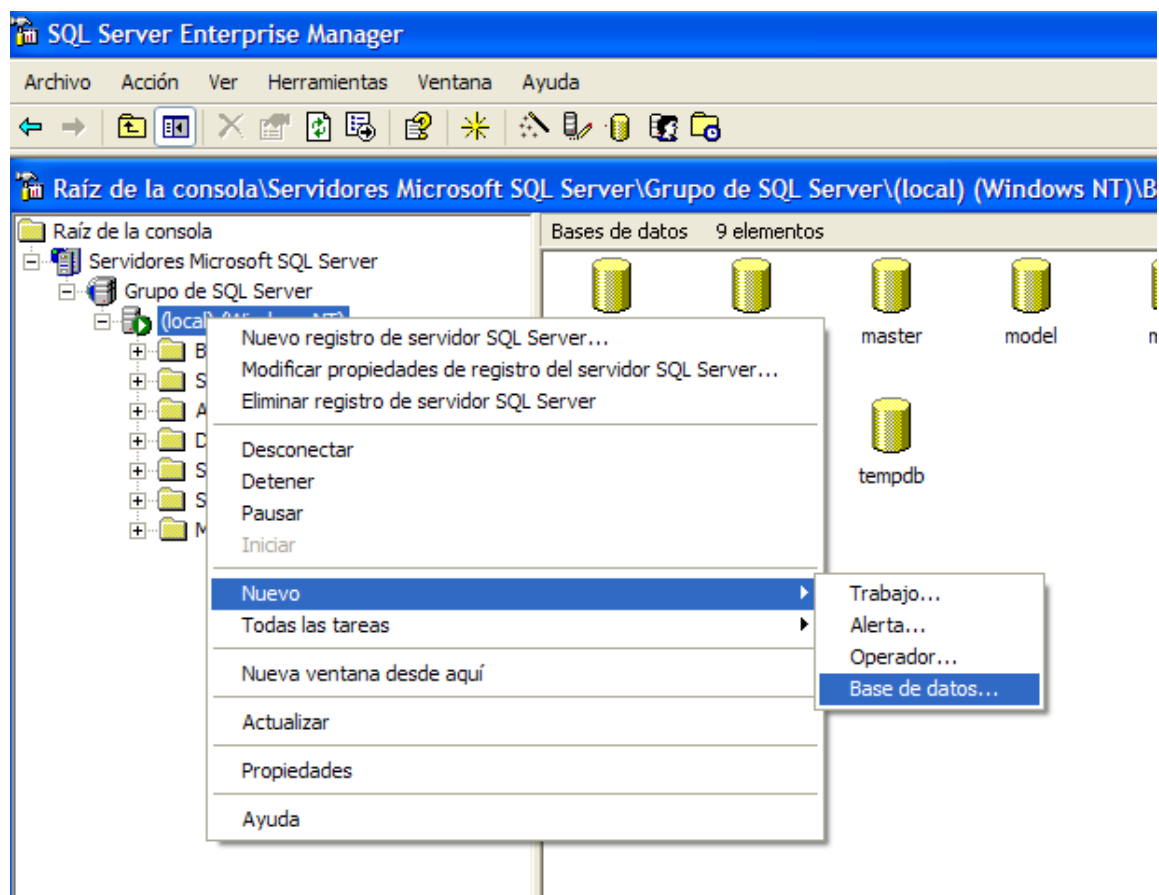 SQL Server Enterprise Manager
Archivo Acción Ver Herramientas Ventana Ayuda
Raíz de la consola\Servidores Microsoft SQL Server\Grupo de SQL Server\(local) (Windows NT)\B
Raíz de la consola
Servidores Microsoft SQL Server
Grupo de SQL Server
(local) (Windows NT)
B
S
A
D
S
S
M
Bases de datos 9 elementos
master model m
tempdb
Nuevo registro de servidor SQL Server...
Modificar propiedades de registro del servidor SQL Server...
Eliminar registro de servidor SQL Server
Desconectar
Detener
Pausar
Iniciar
Nuevo
Todas las tareas
Nueva ventana desde aquí
Actualizar
Propiedades
Ayuda
Trabajo...
Alerta...
Operador...
Base de datos...